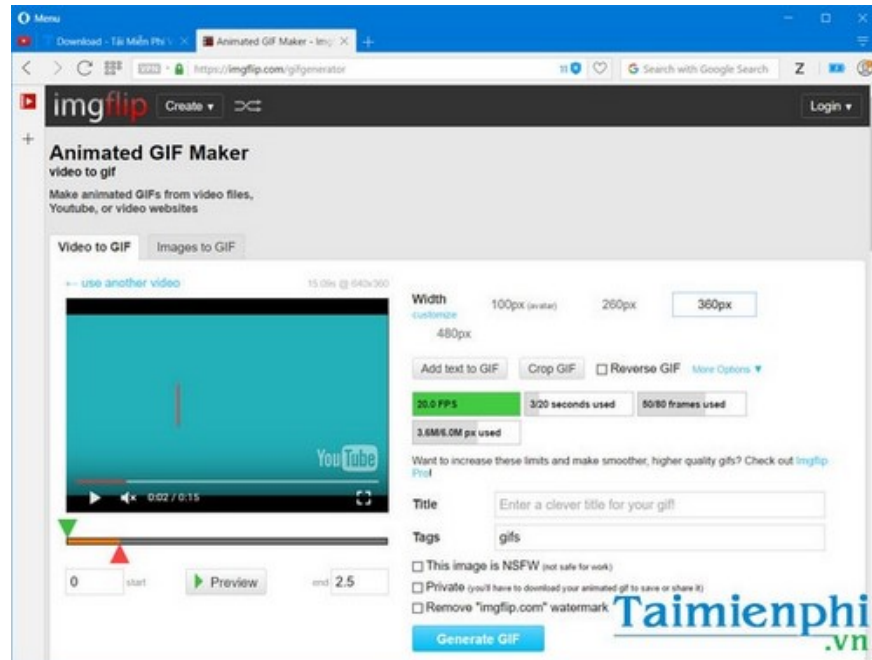 Menu
Download - Tải Miễn Phí V
Animated GIF Maker - Img
https://imgflip.com/gifgenerator
11
Search with Google Search
imgflip
Create
Login
Animated GIF Maker
video to gif
Make animated GIFs from video files,
Youtube, or video websites
Video to GIF
Images to GIF
use another video
@ 640x360
Width
customize
100px (avatar)
260px
360px
480px
Add text to GIF
Crop GIF
Reverse GIF
More Options
20.0 FPS
3/20 seconds used
50/80 frames used
3.6M/6.0M px used
YouTube
0:02 / 0:15
Want to increase these limits and make smoother, higher quality gifs? Check out Imgflip
Pro!
Title
Enter a clever title for your gif!
Tags
gifs
This image is NSFW (not safe for work)
Private (you'll have to download your animated gif to save or share it)
Remove "imgflip.com" watermark
Generate GIF
0
start
Preview
end
2.5
Taimienphi
.vn